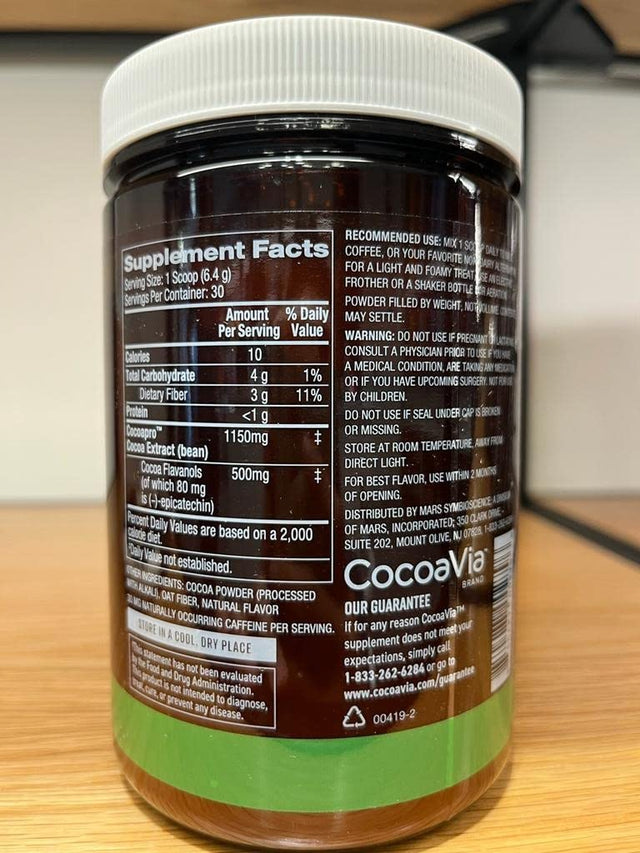 Supplement Facts
Serving Size: 1 Scoop (6.4 g)
Servings Per Container: 30
Amount % Daily
Per Serving Value
Calories 10
Total Carbohydrate 4 g 1%
Dietary Fiber 3 g 11%
Protein <1 g
Cocoapro™ 1150mg ‡
Cocoa Extract (bean)
Cocoa Flavanols 500mg ‡
(of which 80 mg
is (-)-epicatechin)
Percent Daily Values are based on a 2,000
calorie diet.
Daily Value not established.
OTHER INGREDIENTS: COCOA POWDER (PROCESSED
WITH ALKALI), OAT FIBER, NATURAL FLAVOR
MG NATURALLY OCCURRING CAFFEINE PER SERVING.
STORE IN A COOL, DRY PLACE
This statement has not been evaluated
by the Food and Drug Administration.
product is not intended to diagnose,
treat, cure, or prevent any disease.
RECOMMENDED USE: MIX 1 SCOOP DAILY
COFFEE, OR YOUR FAVORITE
FOR A LIGHT AND FOAMY TREAT, USE AN
FROTHER OR A SHAKER BOTTLE
POWDER FILLED BY WEIGHT, NOT VOLUME. CONTENTS
MAY SETTLE.
WARNING: DO NOT USE IF PREGNANT
CONSULT A PHYSICIAN PRIOR TO USE IF YOU HAVE
A MEDICAL CONDITION, ARE TAKING ANY MEDICATION
OR IF YOU HAVE UPCOMING SURGERY. NOT FOR USE
BY CHILDREN.
DO NOT USE IF SEAL UNDER CAP IS BROKEN
OR MISSING.
STORE AT ROOM TEMPERATURE, AWAY FROM
DIRECT LIGHT.
FOR BEST FLAVOR, USE WITHIN 2 MONTHS
OF OPENING.
DISTRIBUTED BY MARS SYMBIOSCIENCE, A
OF MARS, INCORPORATED; 350 CLARK DRIVE
SUITE 202, MOUNT OLIVE, NJ 07828,
CocoaVia™
BRAND
OUR GUARANTEE
If for any reason CocoaVia™
supplement does not meet your
expectations, simply call
1-833-262-6284 or go to
www.cocoavia.com/guarantee
00419-2